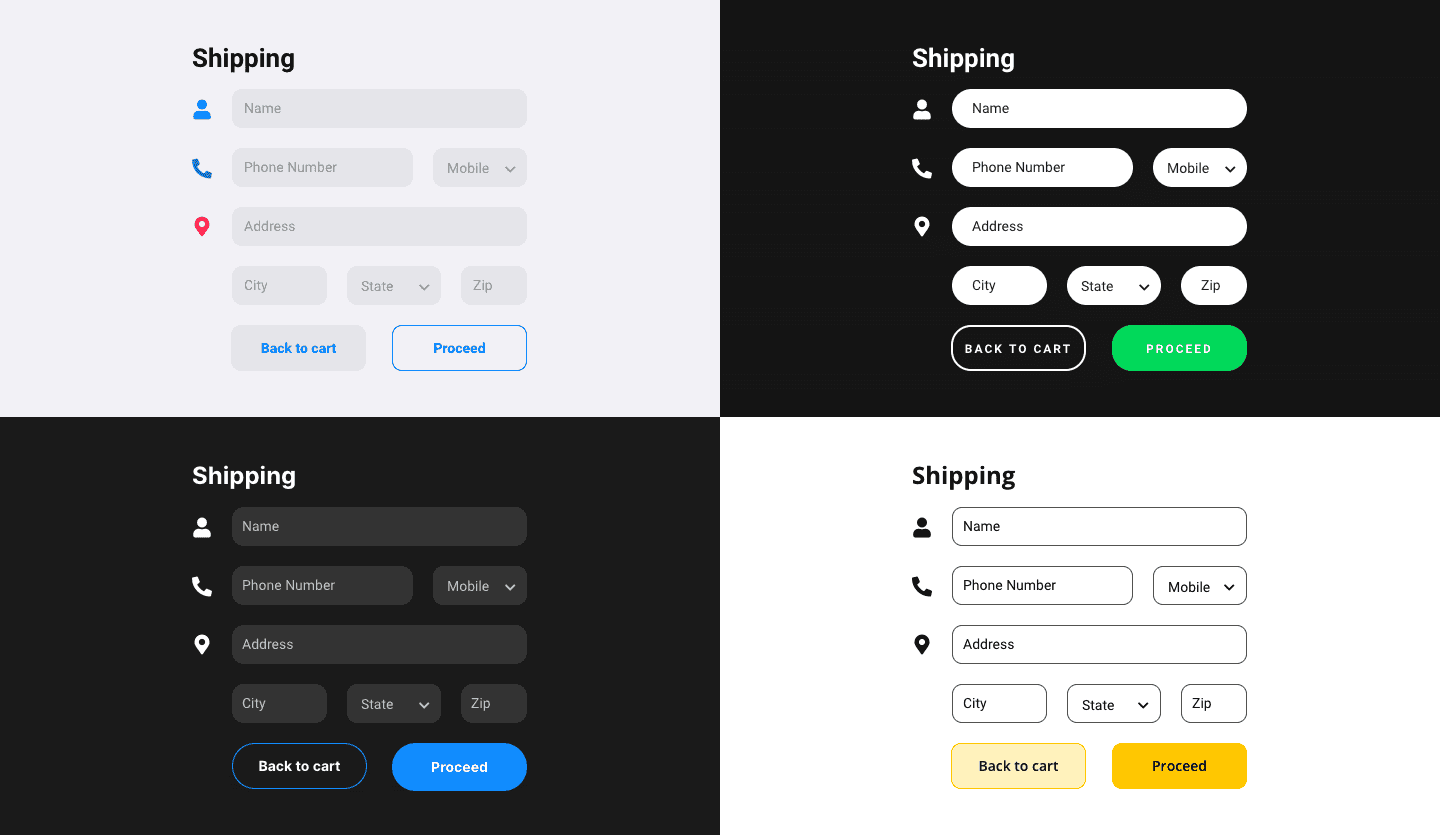 Shipping
Name
Phone Number Mobile
Address
City State Zip
Back to cart Proceed
Shipping
Name
Phone Number Mobile
Address
City State Zip
BACK TO CART PROCEED
Shipping
Name
Phone Number Mobile
Address
City State Zip
Back to cart Proceed
Shipping
Name
Phone Number Mobile
Address
City State Zip
Back to cart Proceed